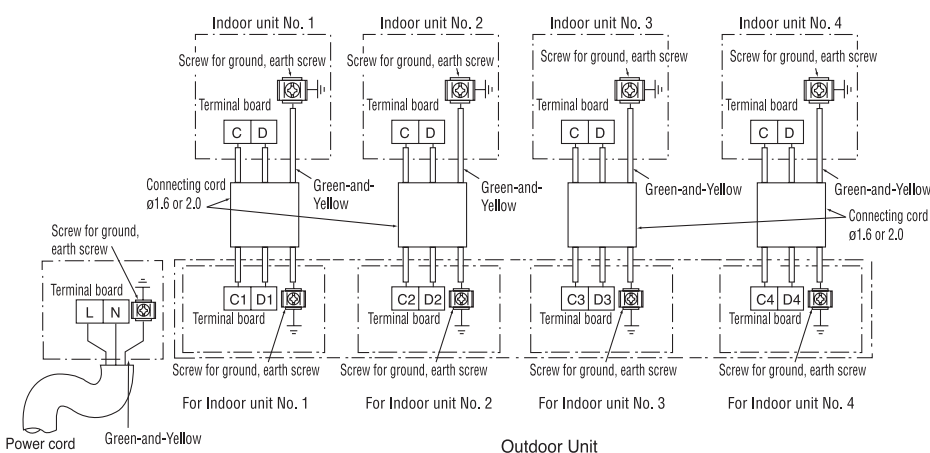 Indoor unit No. 1
Indoor unit No. 2
Indoor unit No. 3
Indoor unit No. 4
Screw for ground, earth screw
Screw for ground, earth screw
Screw for ground, earth screw
Screw for ground, earth screw
Terminal board
Terminal board
Terminal board
Terminal board
C D
C D
C D
C D
Connecting cord
ø1.6 or 2.0
Green-and-
Yellow
Green-and-
Yellow
Green-and-Yellow
Green-and-Yellow
Connecting cord
ø1.6 or 2.0
Screw for ground,
earth screw
Terminal board
L N
C1 D1
Terminal board
C2 D2
Terminal board
C3 D3
Terminal board
C4 D4
Terminal board
Screw for ground, earth screw
Screw for ground, earth screw
Screw for ground, earth screw
Screw for ground, earth screw
For Indoor unit No. 1
For Indoor unit No. 2
For Indoor unit No. 3
For Indoor unit No. 4
Power cord
Green-and-Yellow
Outdoor Unit